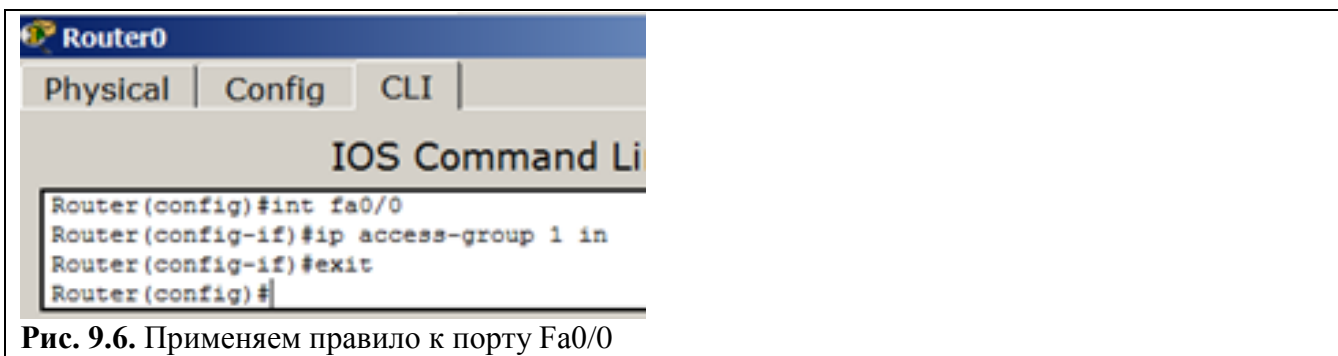 Router0
Physical Config CLI
IOS Command Li
Router(config)#int fa0/0
Router(config-if)#ip access-group 1 in
Router(config-if)#exit
Router(config)#
Рис. 9.6. Применяем правило к порту Fa0/0